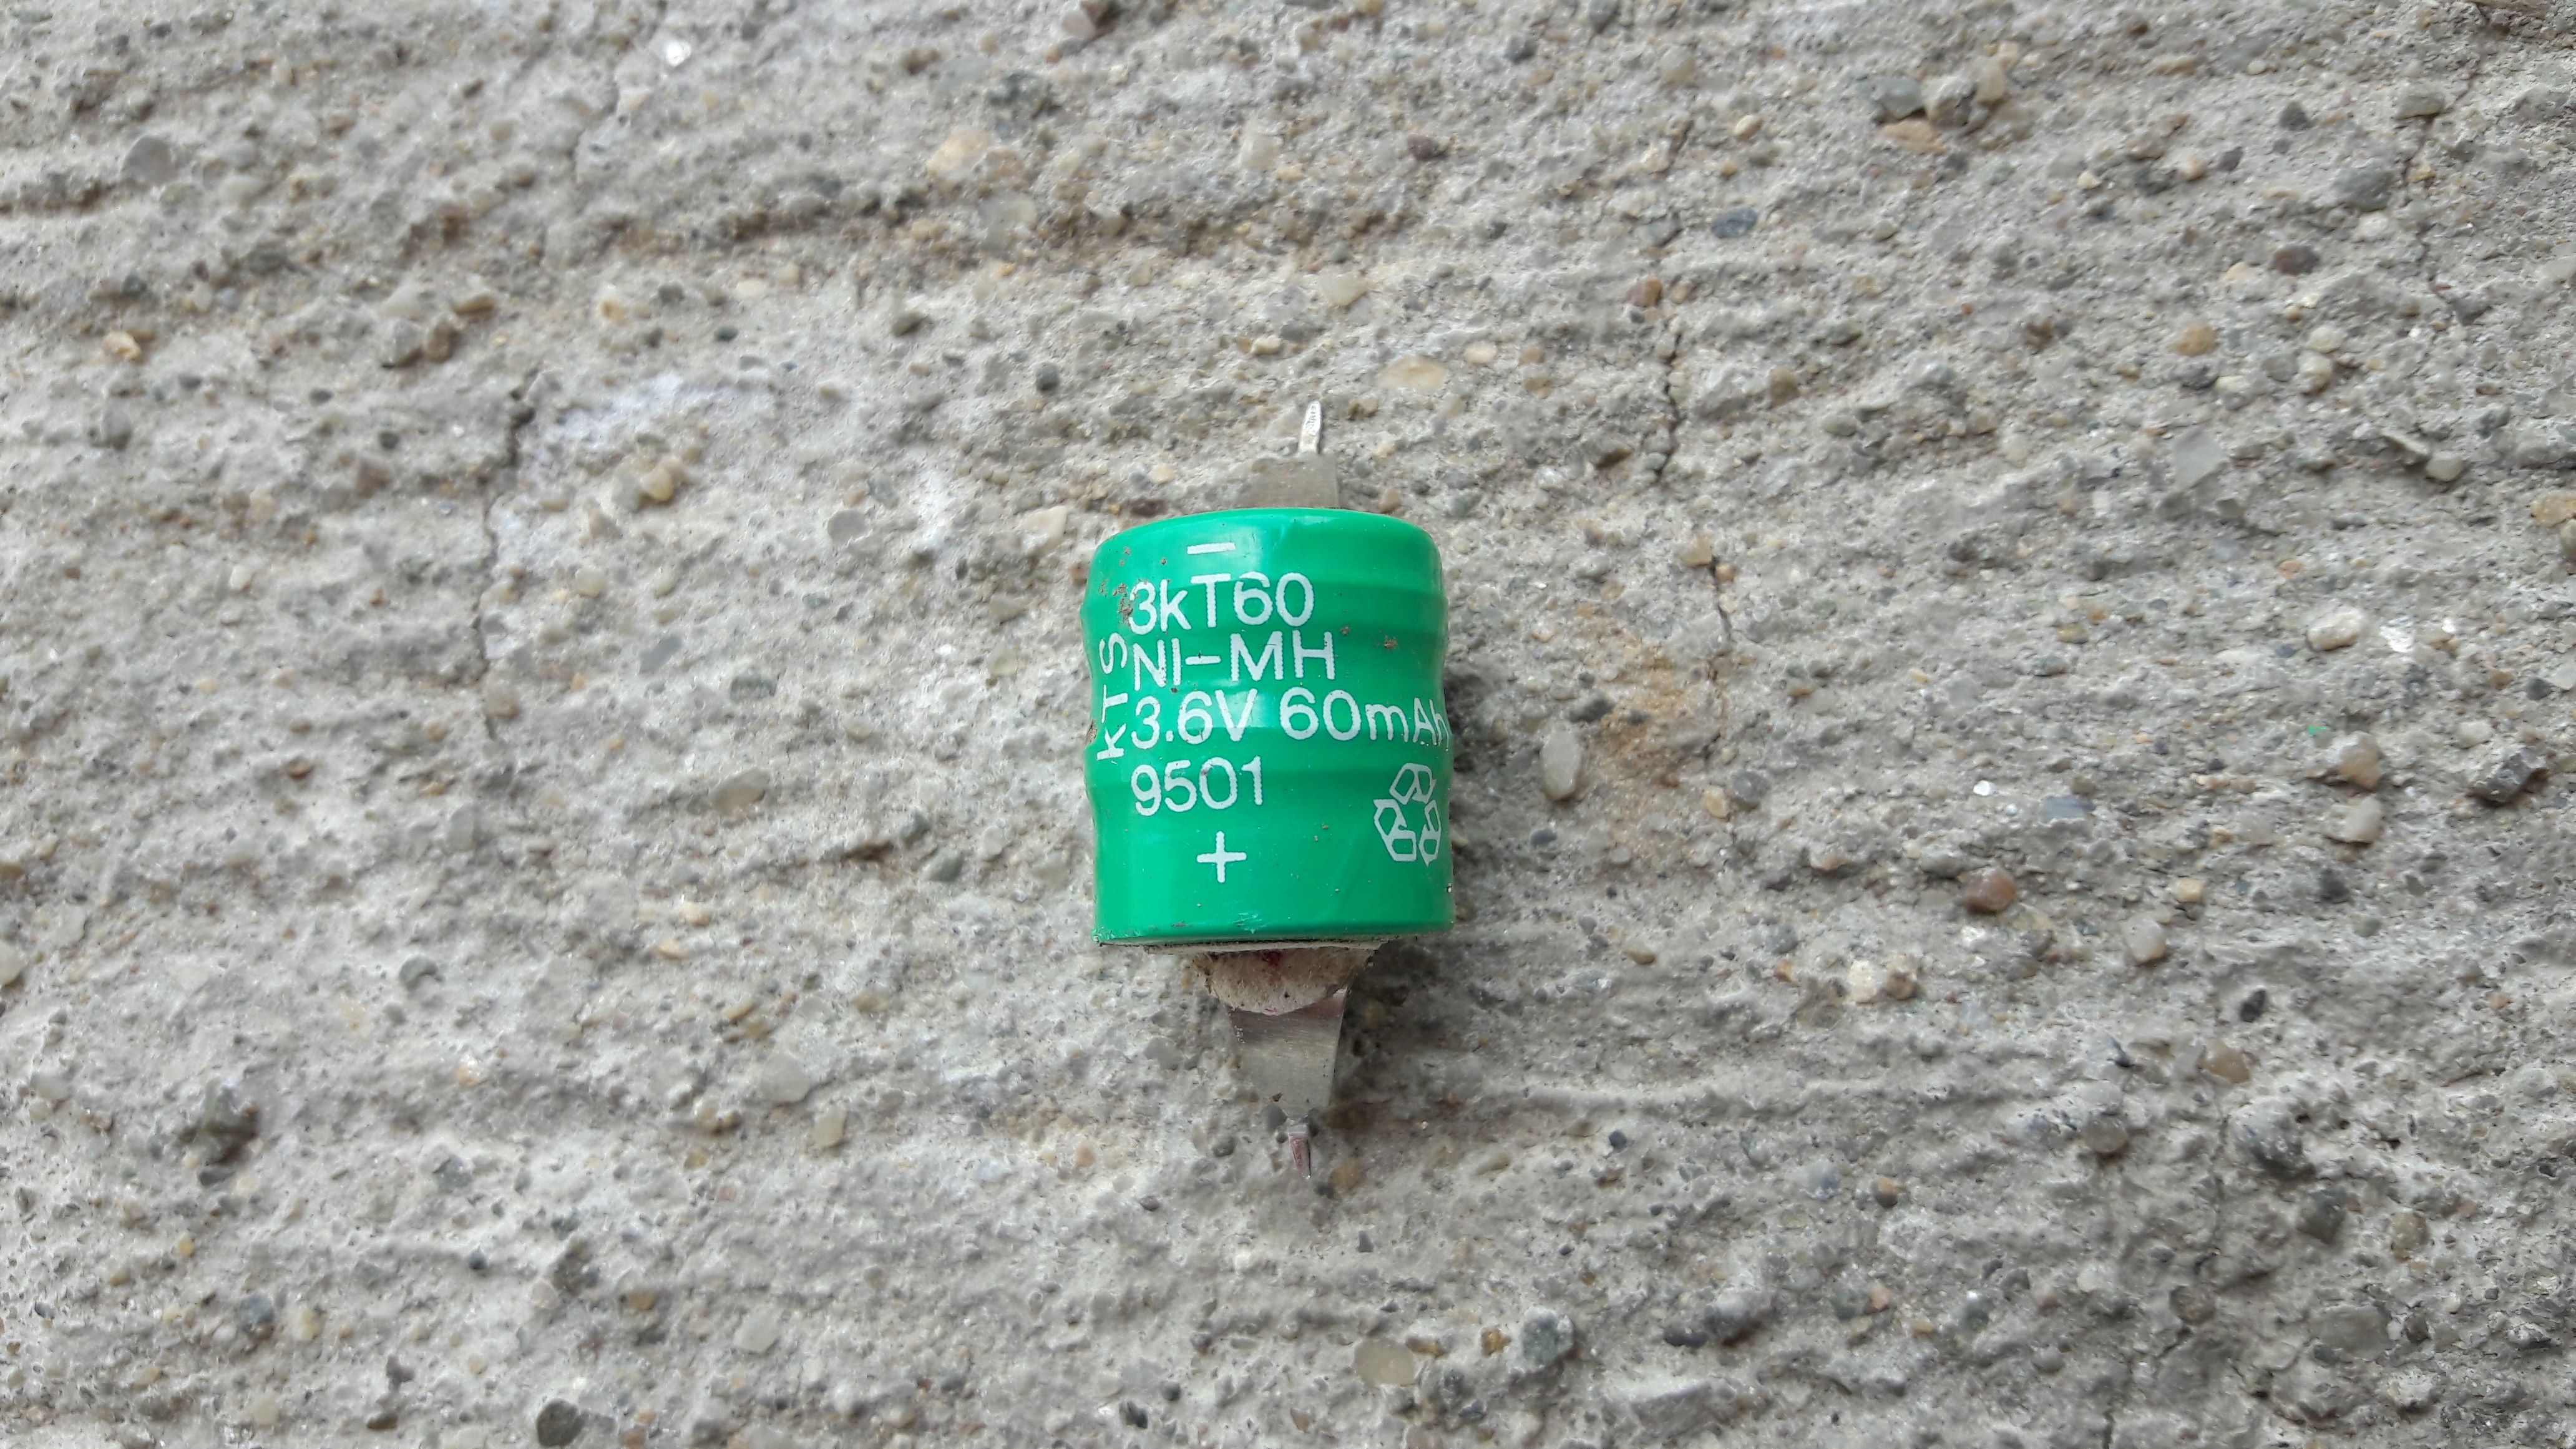 −
3kT60
NI-MH
3.6V 60mAh
9501
+
kTS